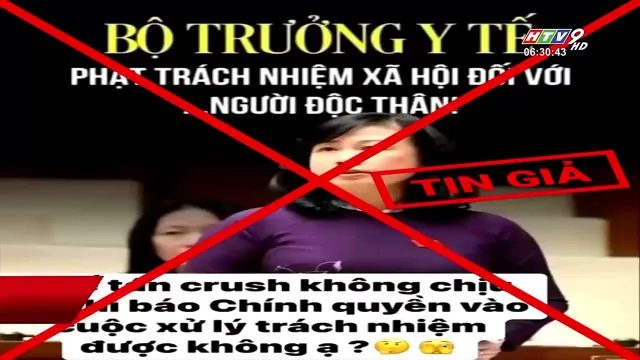 HTV9 HD
06:30:43
BỘ TRƯỞNG Y TẾ
PHẠT TRÁCH NHIỆM XÃ HỘI ĐỐI VỚI
...NGƯỜI ĐỘC THÂN!
TIN GIẢ
tán crush không chịu
báo Chính quyền vào
cuộc xử lý trách nhiệm
được không ạ ?🤔🫣